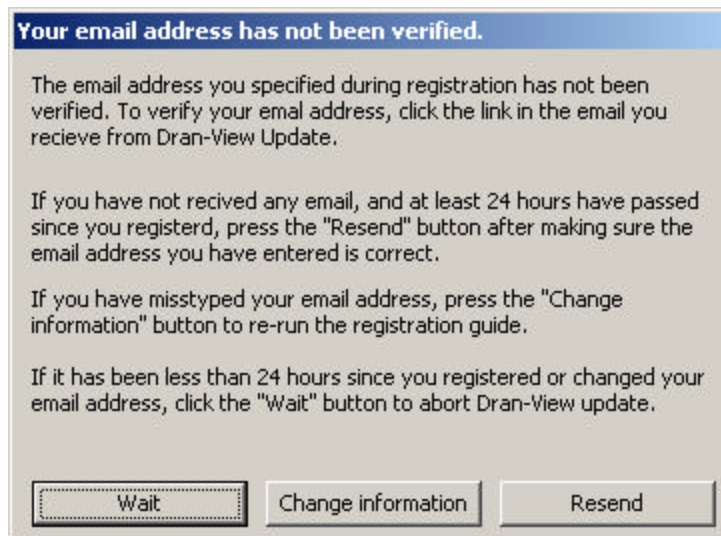 Your email address has not been verified.
The email address you specified during registration has not been
verified. To verify your emal address, click the link in the email you
recieve from Dran-View Update.
If you have not recived any email, and at least 24 hours have passed
since you registerd, press the "Resend" button after making sure the
email address you have entered is correct.
If you have misstyped your email address, press the "Change
information" button to re-run the registration guide.
If it has been less than 24 hours since you registered or changed your
email address, click the "Wait" button to abort Dran-View update.
Wait
Change information
Resend